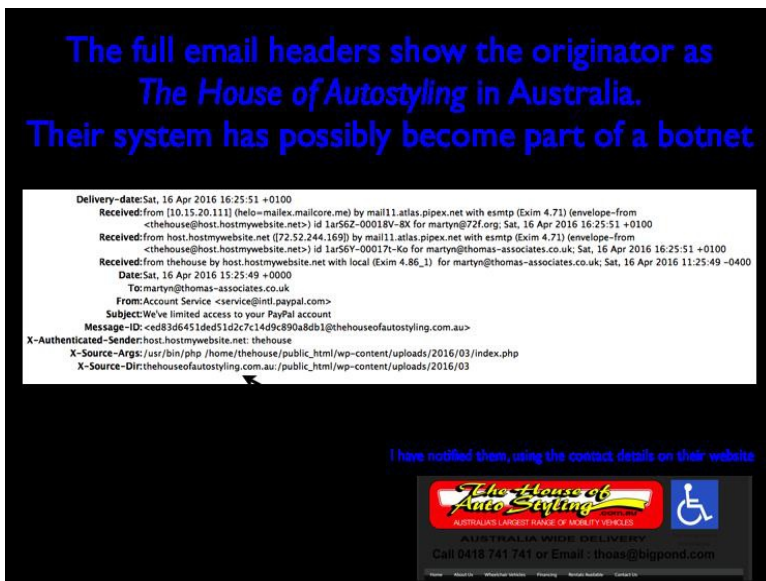 The full email headers show the originator as
The House of Autostyling in Australia.
Their system has possibly become part of a botnet
Delivery-date:Sat, 16 Apr 2016 16:25:51 +0100
Received:from [10.15.20.111] (helo=mailex.mailcore.me) by mail11.atlas.pipex.net with esmtp (Exim 4.71) (envelope-from
<thehouse@host.hostmywebsite.net>) id 1arS6Z-00018V-8X for martyn@72f.org; Sat, 16 Apr 2016 16:25:51 +0100
Received:from host.hostmywebsite.net ([72.52.244.169]) by mail11.atlas.pipex.net with esmtp (Exim 4.71) (envelope-from
<thehouse@host.hostmywebsite.net>) id 1arS6Y-00017t-Ko for martyn@thomas-associates.co.uk; Sat, 16 Apr 2016 16:25:51 +0100
Received:from thehouse by host.hostmywebsite.net with local (Exim 4.86_1) for martyn@thomas-associates.co.uk; Sat, 16 Apr 2016 11:25:49 -0400
Date:Sat, 16 Apr 2016 15:25:49 +0000
To:martyn@thomas-associates.co.uk
From:Account Service <service@intl.paypal.com>
Subject:We've limited access to your PayPal account
Message-ID:<ed83d6451ded51d2c7c14d9c890a8db1@thehouseofautostyling.com.au>
X-Authenticated-Sender:host.hostmywebsite.net: thehouse
X-Source-Args:/usr/bin/php /home/thehouse/public_html/wp-content/uploads/2016/03/index.php
X-Source-Dir:thehouseofautostyling.com.au:/public_html/wp-content/uploads/2016/03
I have notified them, using the contact details on their website
The House of
Auto Styling.com.au
AUSTRALIA'S LARGEST RANGE OF MOBILITY VEHICLES
AUSTRALIA WIDE DELIVERY
Call 0418 741 741 or Email : thoas@bigpond.com
Home About Us Wheelchair Vehicles Financing Rentals Available Contact Us